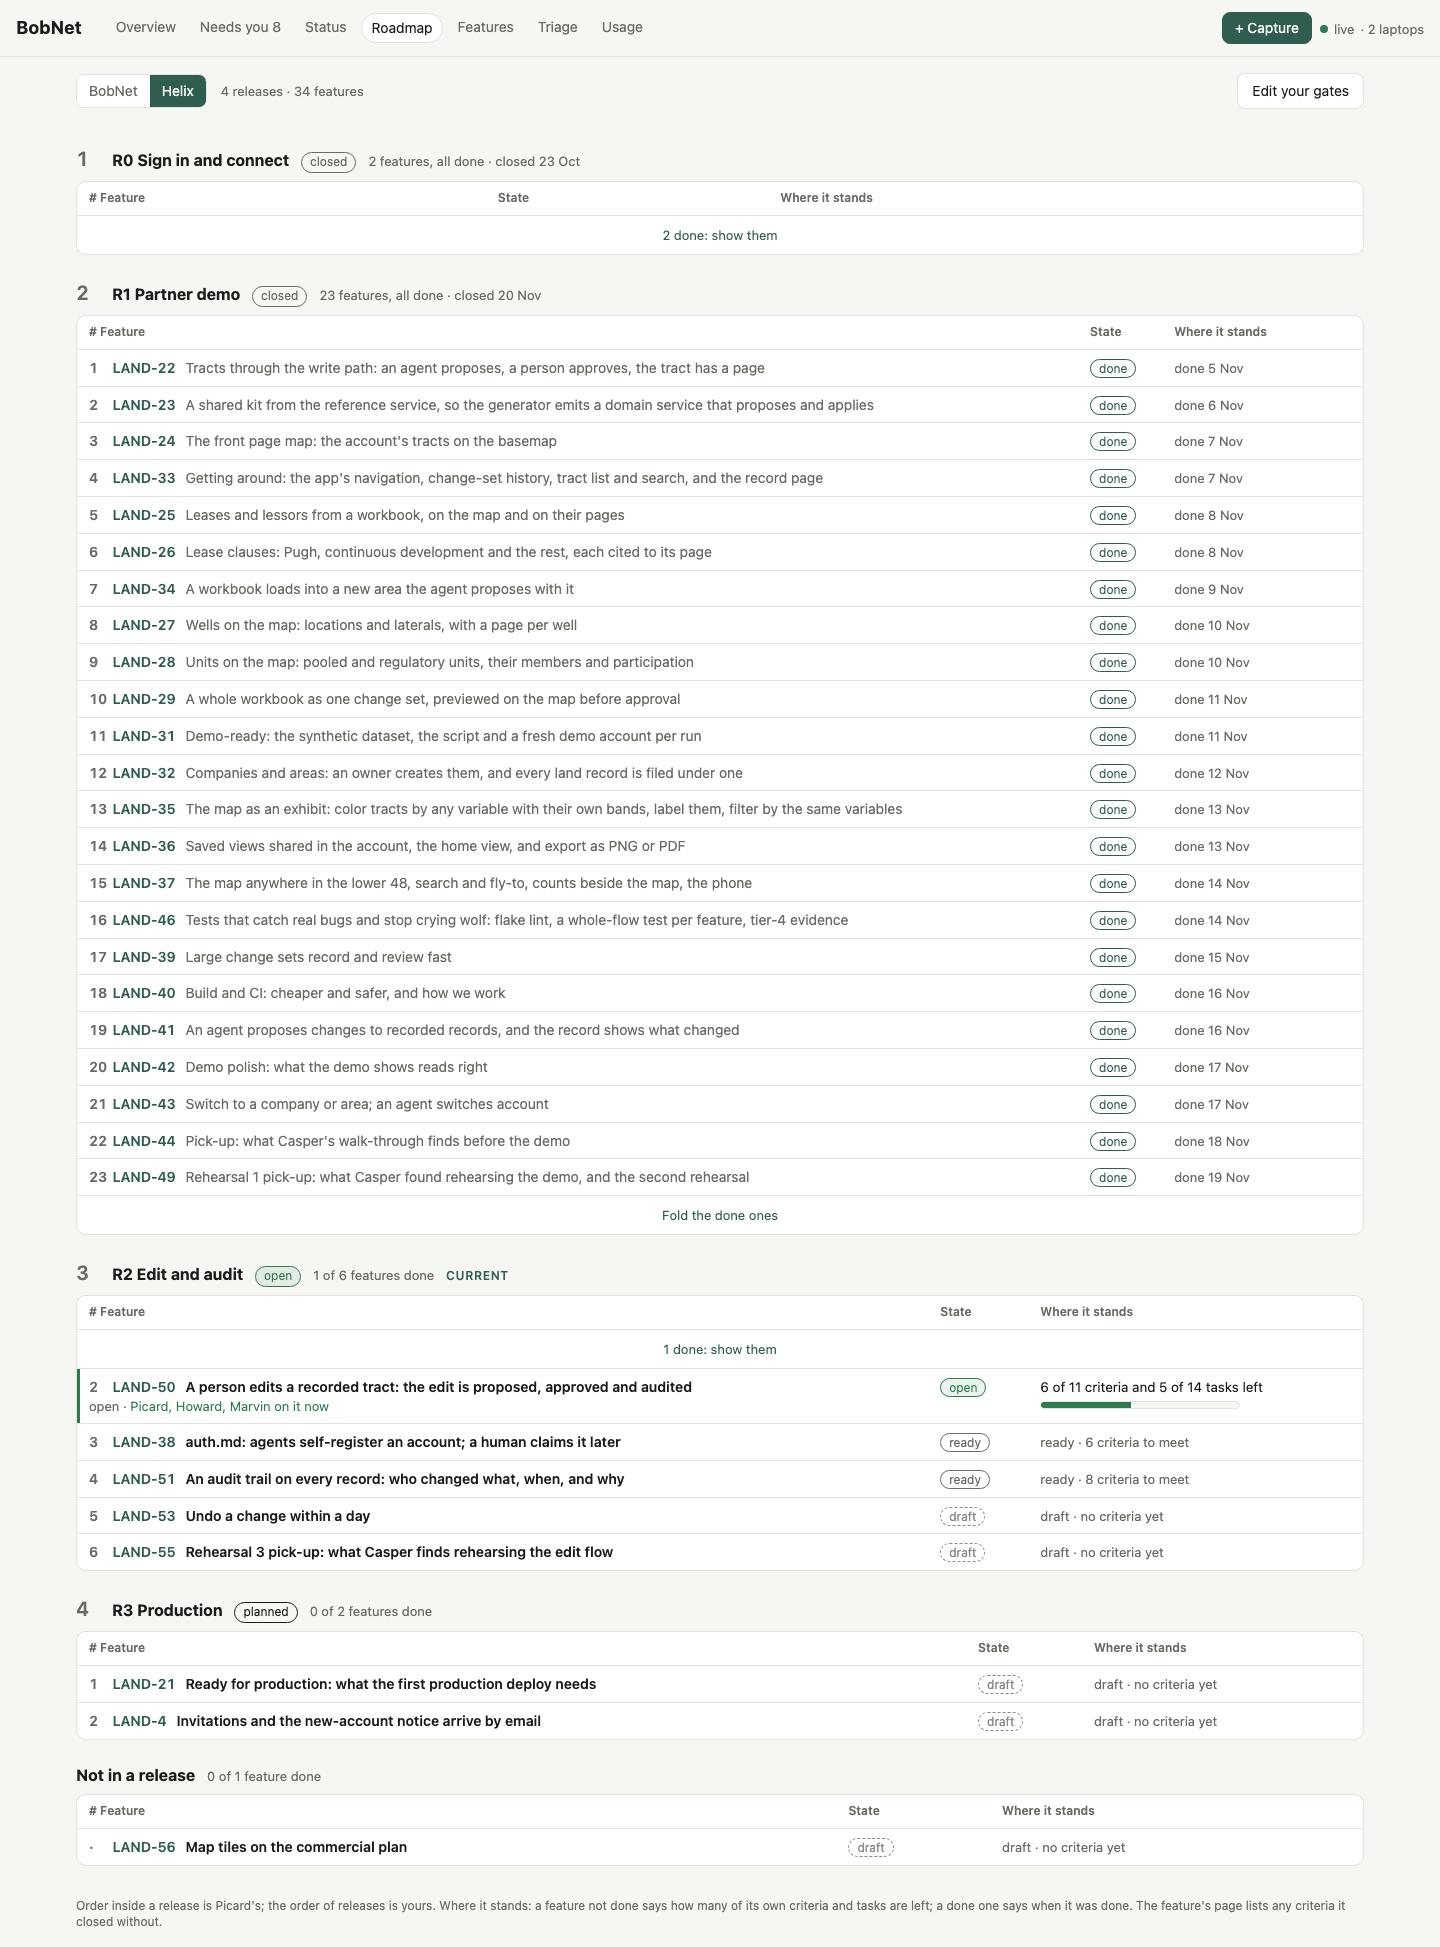 BobNet Overview Needs you 8 Status Roadmap Features Triage Usage + Capture live · 2 laptops
BobNet Helix 4 releases · 34 features Edit your gates
1 R0 Sign in and connect closed 2 features, all done · closed 23 Oct
# Feature State Where it stands
2 done: show them
2 R1 Partner demo closed 23 features, all done · closed 20 Nov
# Feature State Where it stands
1 LAND-22 Tracts through the write path: an agent proposes, a person approves, the tract has a page done done 5 Nov
2 LAND-23 A shared kit from the reference service, so the generator emits a domain service that proposes and applies done done 6 Nov
3 LAND-24 The front page map: the account's tracts on the basemap done done 7 Nov
4 LAND-33 Getting around: the app's navigation, change-set history, tract list and search, and the record page done done 7 Nov
5 LAND-25 Leases and lessors from a workbook, on the map and on their pages done done 8 Nov
6 LAND-26 Lease clauses: Pugh, continuous development and the rest, each cited to its page done done 8 Nov
7 LAND-34 A workbook loads into a new area the agent proposes with it done done 9 Nov
8 LAND-27 Wells on the map: locations and laterals, with a page per well done done 10 Nov
9 LAND-28 Units on the map: pooled and regulatory units, their members and participation done done 10 Nov
10 LAND-29 A whole workbook as one change set, previewed on the map before approval done done 11 Nov
11 LAND-31 Demo-ready: the synthetic dataset, the script and a fresh demo account per run done done 11 Nov
12 LAND-32 Companies and areas: an owner creates them, and every land record is filed under one done done 12 Nov
13 LAND-35 The map as an exhibit: color tracts by any variable with their own bands, label them, filter by the same variables done done 13 Nov
14 LAND-36 Saved views shared in the account, the home view, and export as PNG or PDF done done 13 Nov
15 LAND-37 The map anywhere in the lower 48, search and fly-to, counts beside the map, the phone done done 14 Nov
16 LAND-46 Tests that catch real bugs and stop crying wolf: flake lint, a whole-flow test per feature, tier-4 evidence done done 14 Nov
17 LAND-39 Large change sets record and review fast done done 15 Nov
18 LAND-40 Build and CI: cheaper and safer, and how we work done done 16 Nov
19 LAND-41 An agent proposes changes to recorded records, and the record shows what changed done done 16 Nov
20 LAND-42 Demo polish: what the demo shows reads right done done 17 Nov
21 LAND-43 Switch to a company or area; an agent switches account done done 17 Nov
22 LAND-44 Pick-up: what Casper's walk-through finds before the demo done done 18 Nov
23 LAND-49 Rehearsal 1 pick-up: what Casper found rehearsing the demo, and the second rehearsal done done 19 Nov
Fold the done ones
3 R2 Edit and audit open 1 of 6 features done CURRENT
# Feature State Where it stands
1 done: show them
2 LAND-50 A person edits a recorded tract: the edit is proposed, approved and audited open 6 of 11 criteria and 5 of 14 tasks left
open · Picard, Howard, Marvin on it now
3 LAND-38 auth.md: agents self-register an account; a human claims it later ready ready · 6 criteria to meet
4 LAND-51 An audit trail on every record: who changed what, when, and why ready ready · 8 criteria to meet
5 LAND-53 Undo a change within a day draft draft · no criteria yet
6 LAND-55 Rehearsal 3 pick-up: what Casper finds rehearsing the edit flow draft draft · no criteria yet
4 R3 Production planned 0 of 2 features done
# Feature State Where it stands
1 LAND-21 Ready for production: what the first production deploy needs draft draft · no criteria yet
2 LAND-4 Invitations and the new-account notice arrive by email draft draft · no criteria yet
Not in a release 0 of 1 feature done
# Feature State Where it stands
· LAND-56 Map tiles on the commercial plan draft draft · no criteria yet
Order inside a release is Picard's; the order of releases is yours. Where it stands: a feature not done says how many of its own criteria and tasks are left; a done one says when it was done. The feature's page lists any criteria it
closed without.